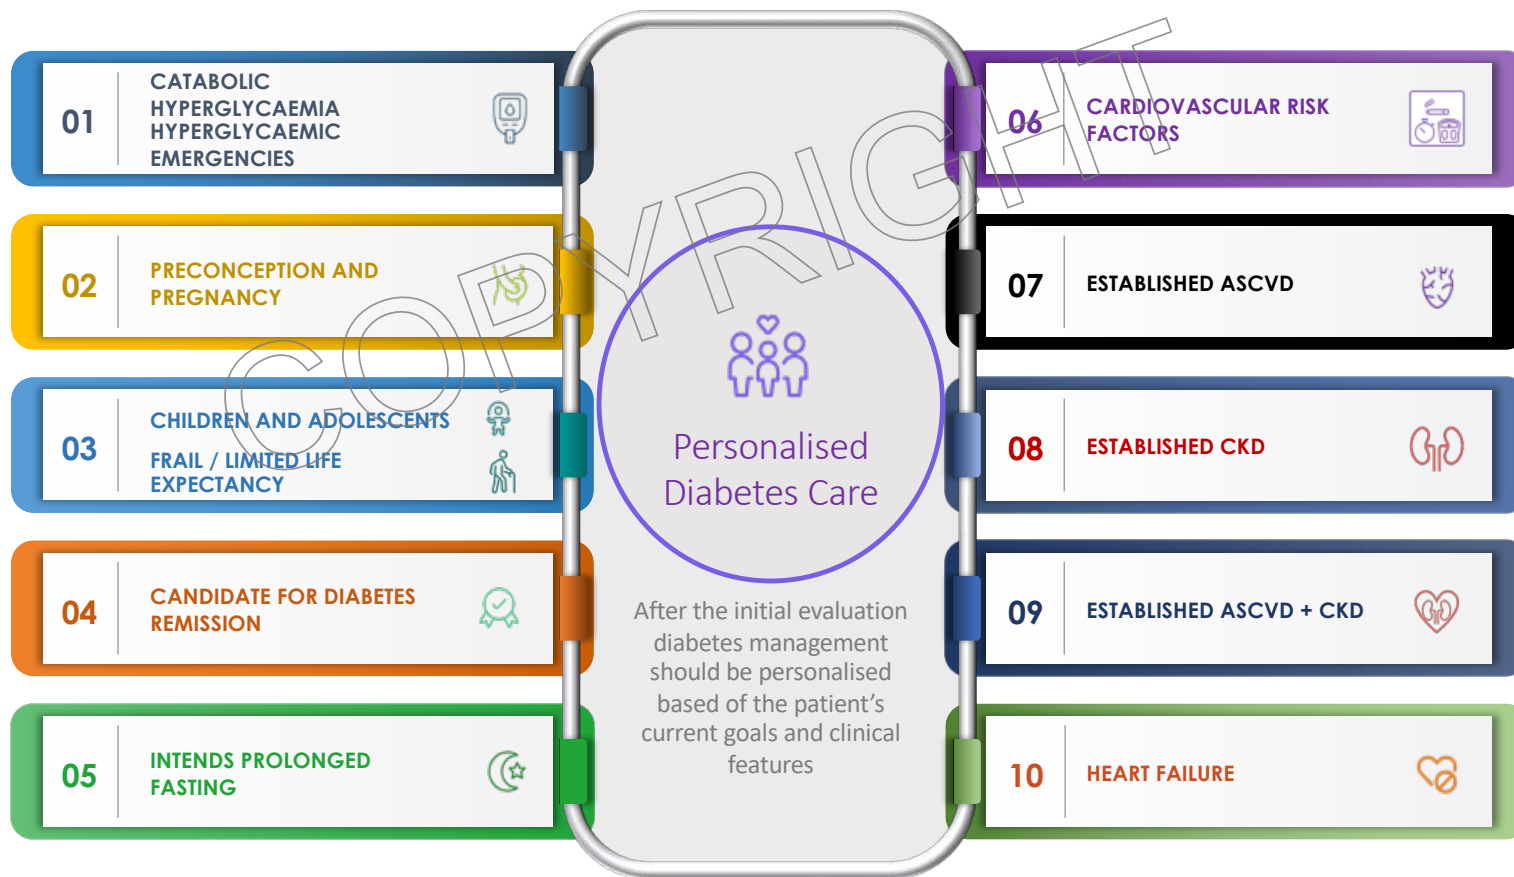 01
CATABOLIC
HYPERGLYCAEMIA
HYPERGLYCAEMIC
EMERGENCIES
02
PRECONCEPTION AND
PREGNANCY
03
CHILDREN AND ADOLESCENTS
FRAIL / LIMITED LIFE
EXPECTANCY
04
CANDIDATE FOR DIABETES
REMISSION
05
INTENDS PROLONGED
FASTING
Personalised
Diabetes Care
After the initial evaluation
diabetes management
should be personalised
based of the patient’s
current goals and clinical
features
06
CARDIOVASCULAR RISK
FACTORS
07
ESTABLISHED ASCVD
08
ESTABLISHED CKD
09
ESTABLISHED ASCVD + CKD
10
HEART FAILURE
COPYRIGHT